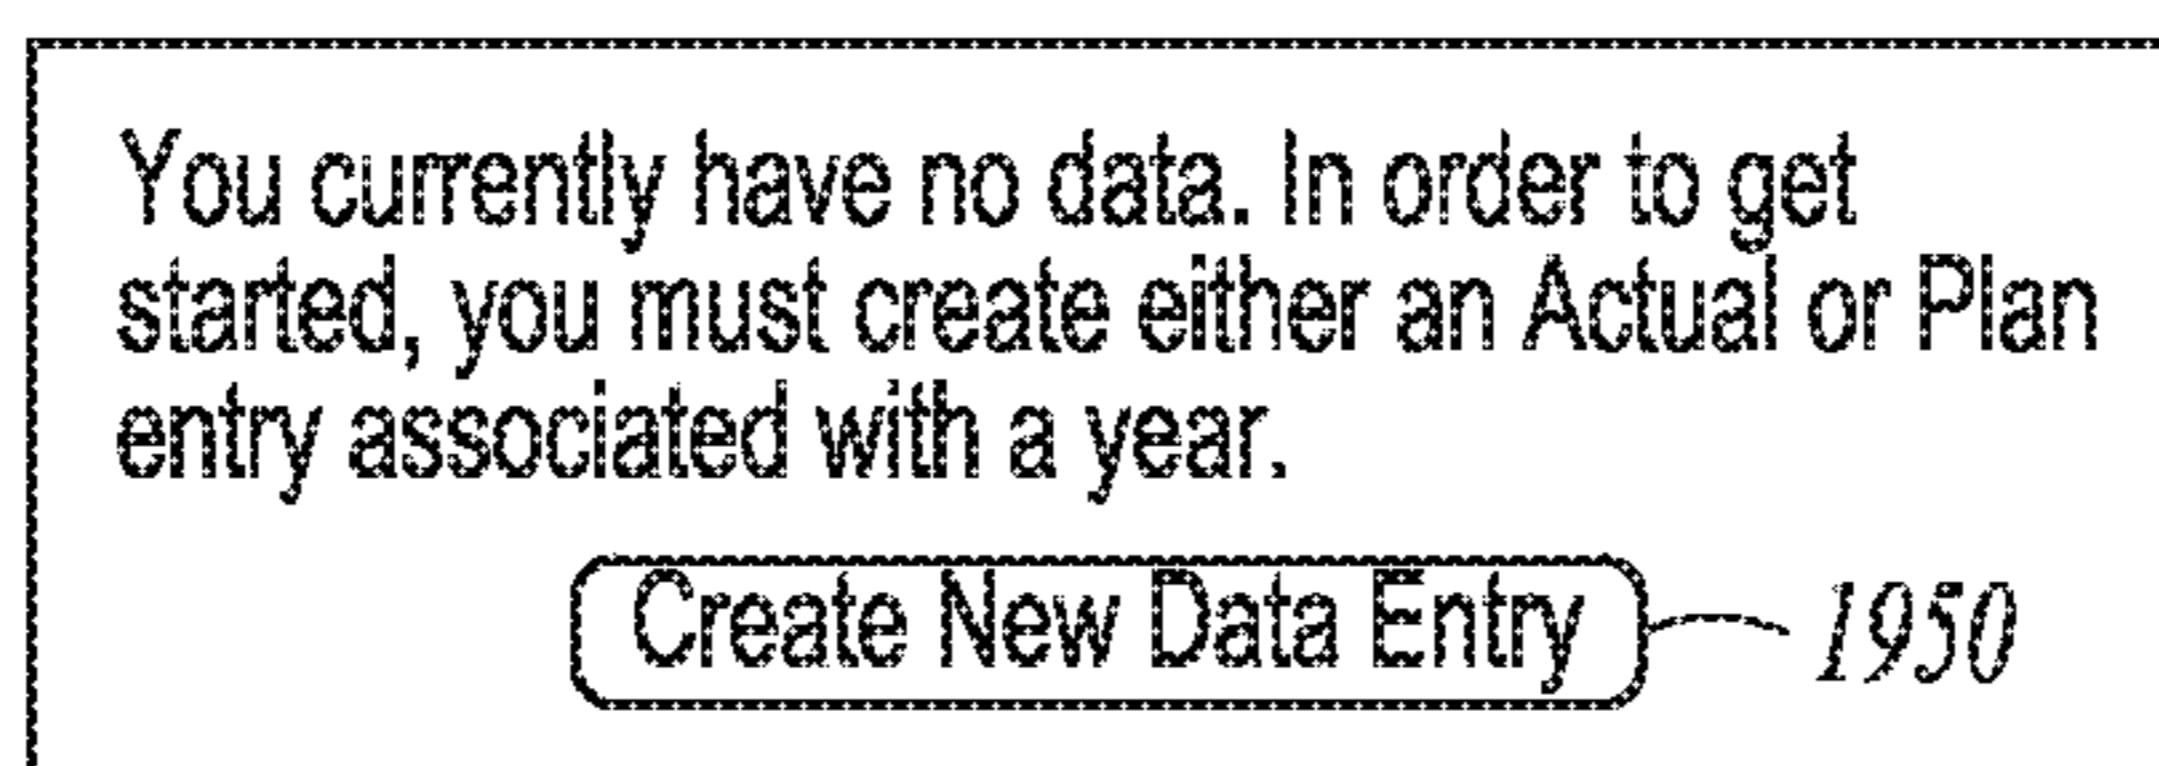 You currently have no data. In order to get
started, you must create either an Actual or Plan
entry associated with a year.
Create New Data Entry 1950